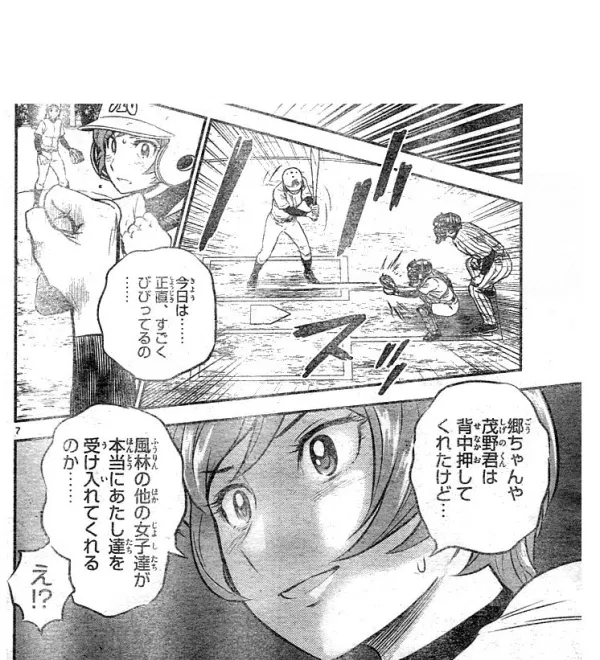 ズ
今日は……
正直、すごく
びびってるの
……
郷ちゃんや
茂野君は
背中押して
くれたけど…
風林の他の女子達が
本当にあたし達を
受け入れてくれる
のか……
え!?
7